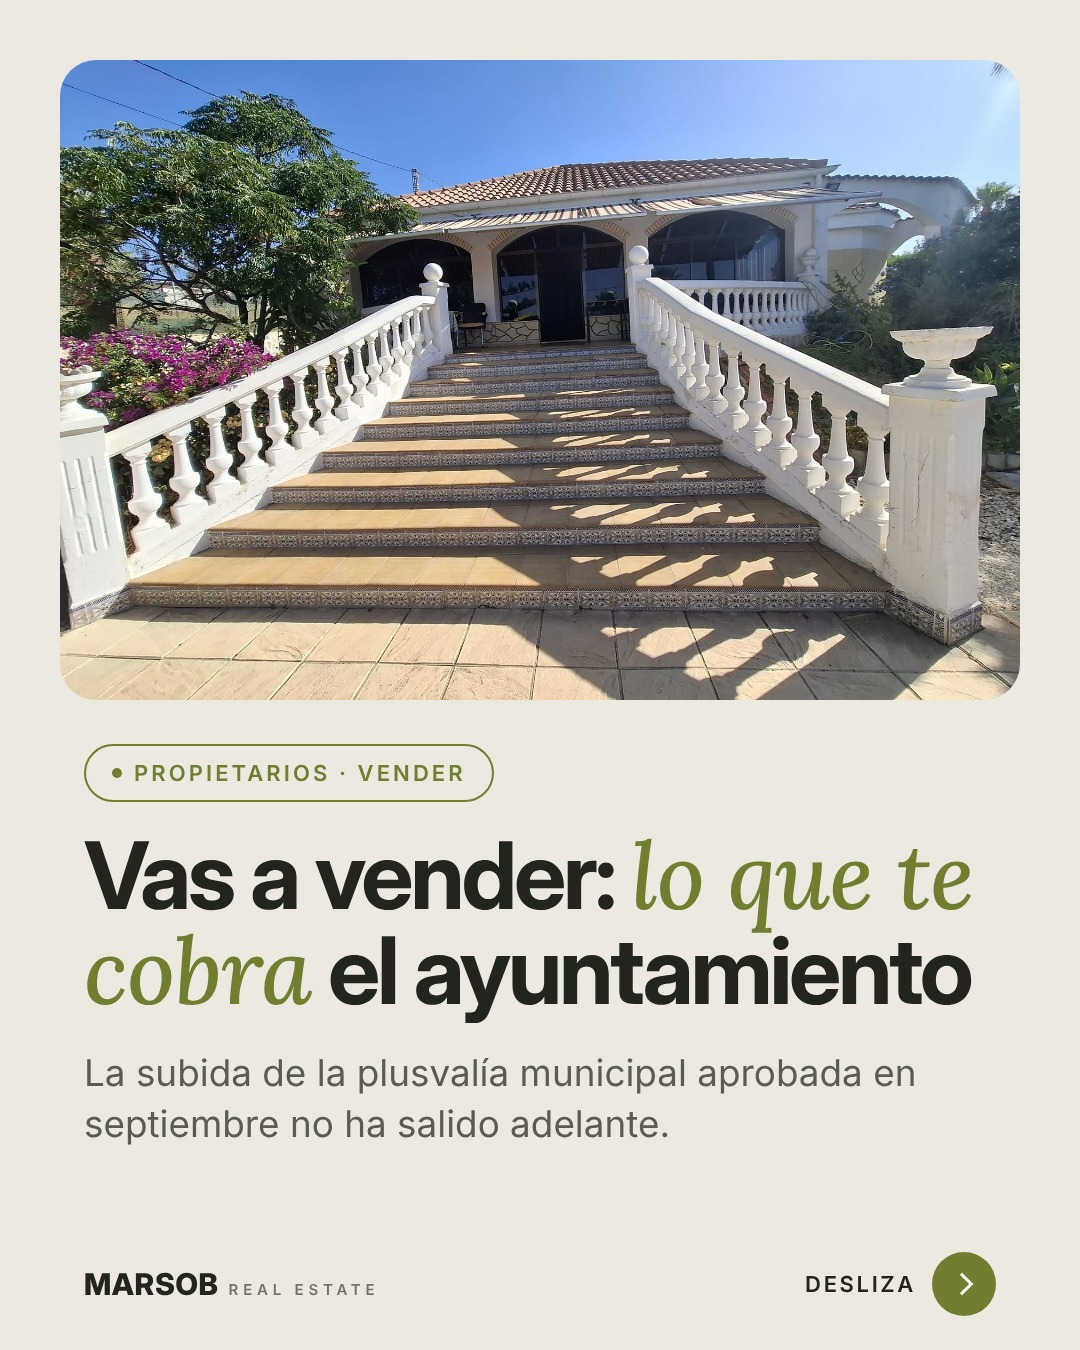 PROPIETARIOS · VENDER
Vas a vender: lo que te
cobra el ayuntamiento
La subida de la plusvalía municipal aprobada en
septiembre no ha salido adelante.
MARSOB REAL ESTATE
DESLIZA